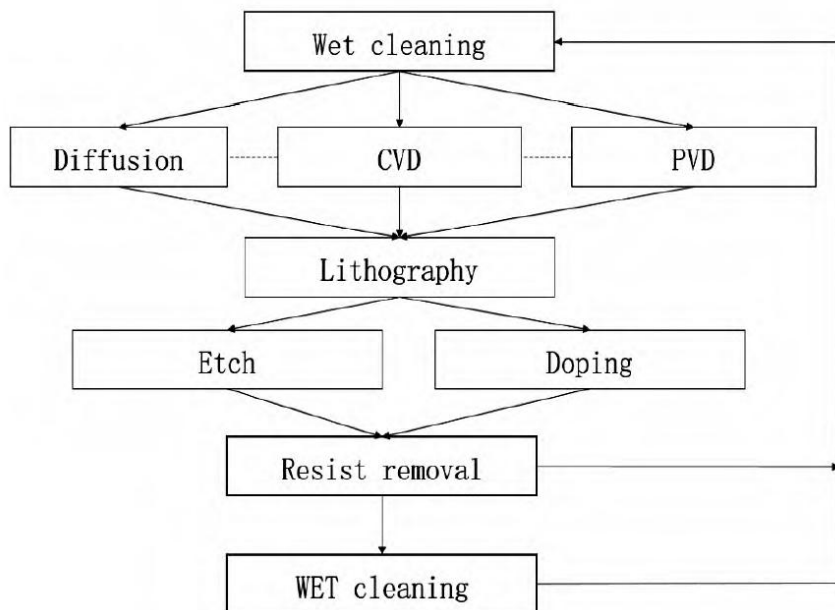 Wet cleaning
Diffusion
CVD
PVD
Lithography
Etch
Doping
Resist removal
WET cleaning